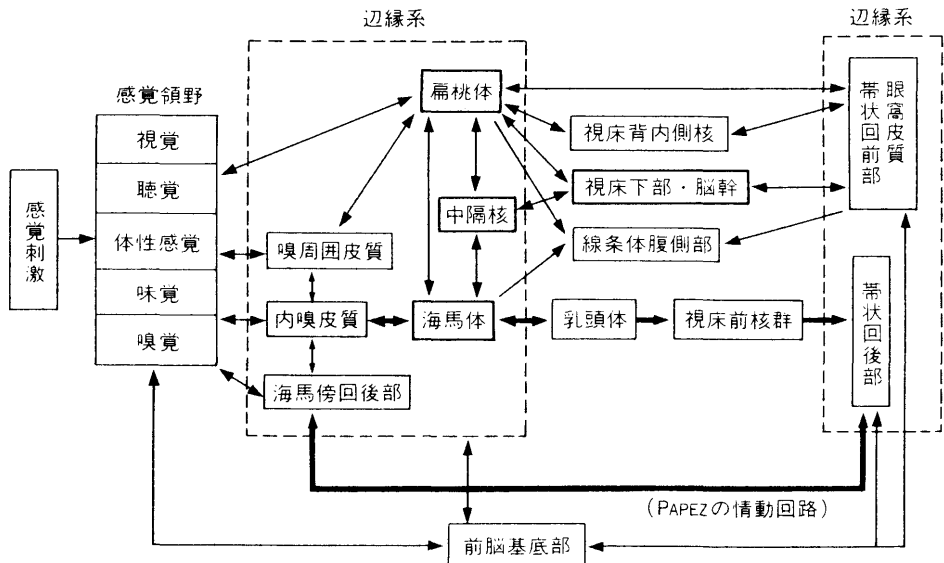 辺縁系
辺縁系
感覚領野
感覚刺激
視覚
聴覚
体性感覚
味覚
嗅覚
扁桃体
中隔核
嗅周囲皮質
内嗅皮質
海馬体
海馬傍回後部
視床背内側核
視床下部・脳幹
線条体腹側部
乳頭体
視床前核群
眼窩皮質
帯状回前部
帯状回後部
(PAPEZの情動回路)
前脳基底部